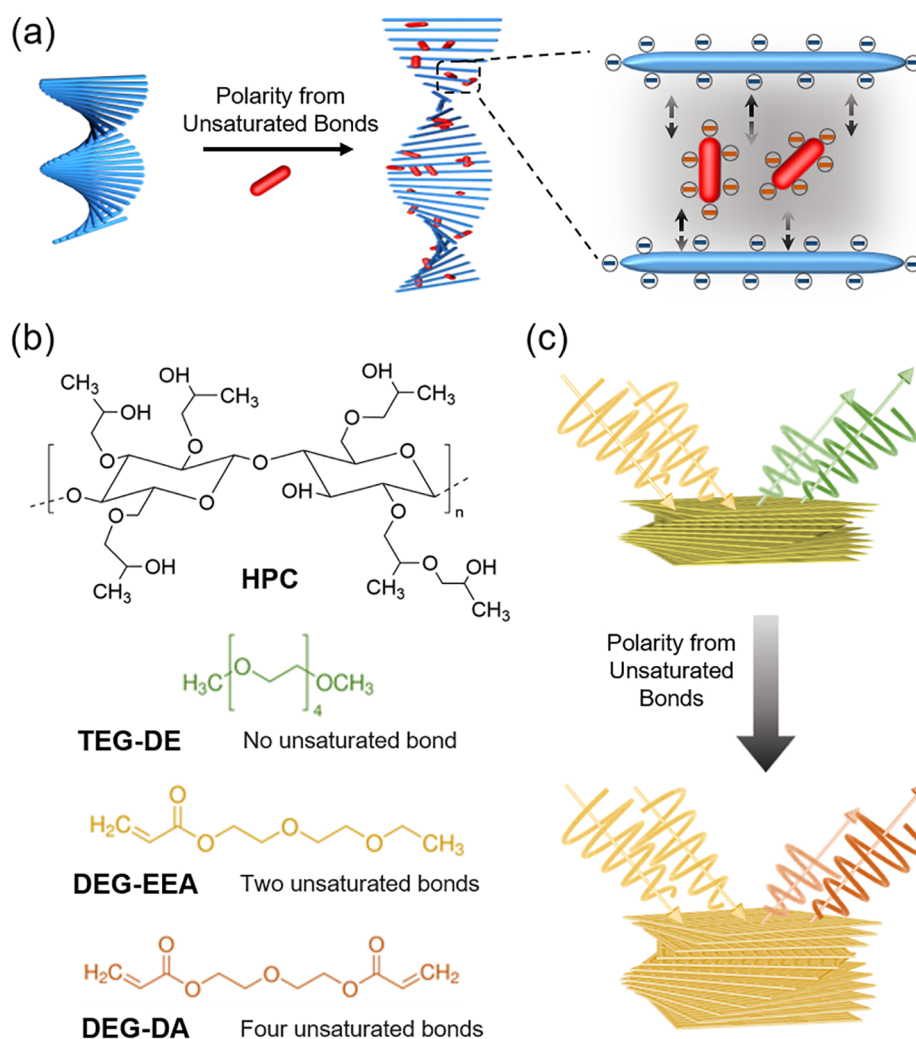 (a)
Polarity from
Unsaturated Bonds
(b)
CH3
OH
OH
CH3
OH
CH3
O
O
O
O
O
O
O
HO
O
n
O
O
OH
CH3
HPC
CH3
O
OH
CH3
H3C
O
OCH3
4
TEG-DE No unsaturated bond
O
H2C
O
O
O
CH3
DEG-EEA Two unsaturated bonds
O
O
H2C
O
O
O
CH2
DEG-DA Four unsaturated bonds
(c)
Polarity from
Unsaturated
Bonds